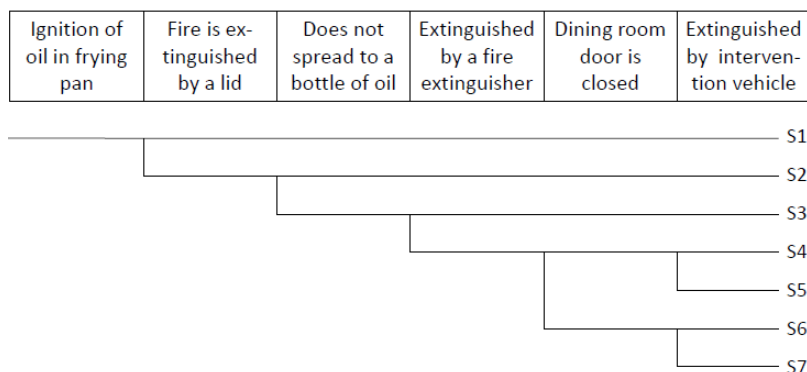 Ignition of
oil in frying
pan
Fire is ex-
tinguished
by a lid
Does not
spread to a
bottle of oil
Extinguished
by a fire
extinguisher
Dining room
door is
closed
Extinguished
by interven-
tion vehicle
S1
S2
S3
S4
S5
S6
S7